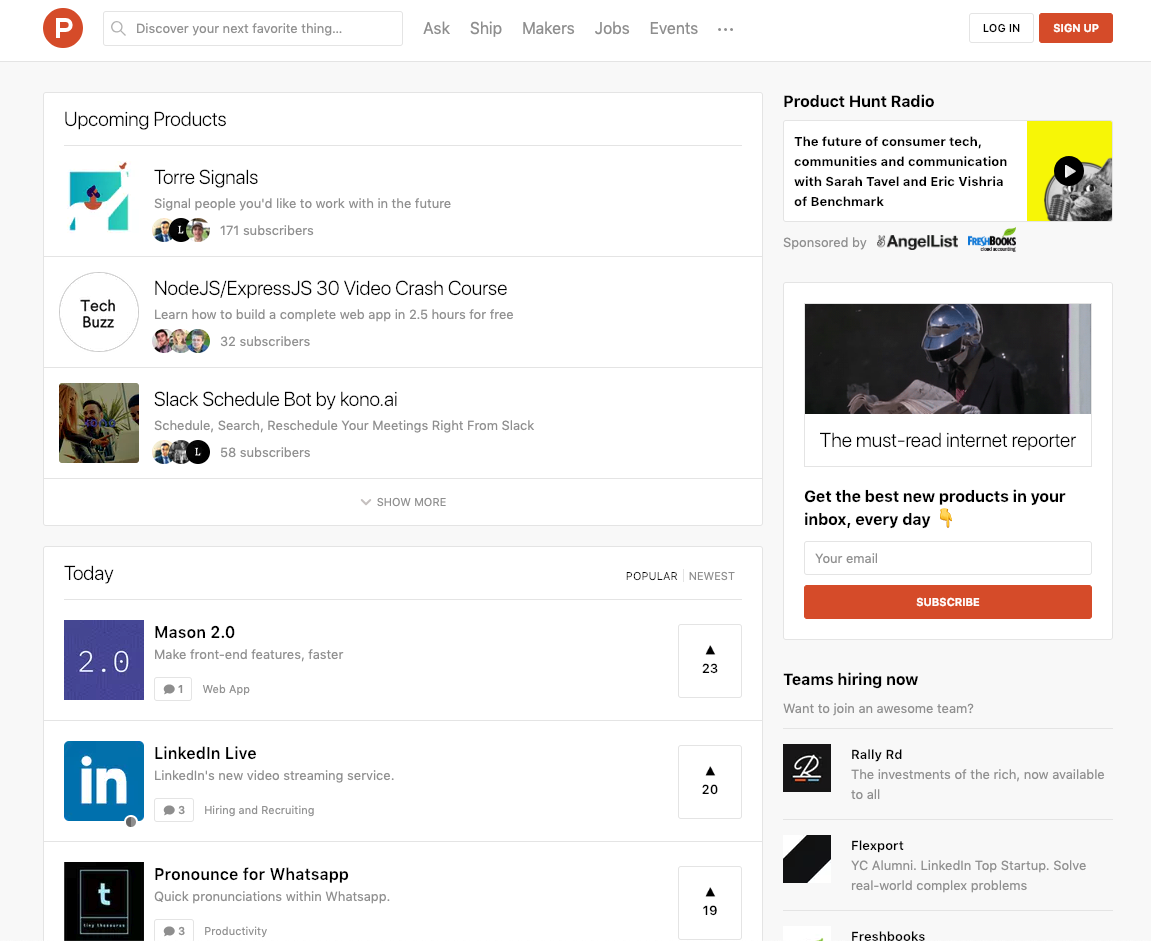 P
Discover your next favorite thing...
Ask Ship Makers Jobs Events ...
LOG IN
SIGN UP
Upcoming Products
Torre Signals
Signal people you'd like to work with in the future
L
171 subscribers
Tech
Buzz
NodeJS/ExpressJS 30 Video Crash Course
Learn how to build a complete web app in 2.5 hours for free
32 subscribers
Slack Schedule Bot by kono.ai
Schedule, Search, Reschedule Your Meetings Right From Slack
L
58 subscribers
SHOW MORE
Today
POPULAR NEWEST
2.0
Mason 2.0
Make front-end features, faster
1 Web App
23
in
LinkedIn Live
LinkedIn's new video streaming service.
3 Hiring and Recruiting
20
t
tiny thesaurus
Pronounce for Whatsapp
Quick pronunciations within Whatsapp.
3 Productivity
19
Product Hunt Radio
The future of consumer tech,
communities and communication
with Sarah Tavel and Eric Vishria
of Benchmark
Sponsored by AngelList FRESHBOOKS
cloud accounting
The must-read internet reporter
Get the best new products in your
inbox, every day 👇
Your email
SUBSCRIBE
Teams hiring now
Want to join an awesome team?
R
Rally Rd
The investments of the rich, now available
to all
Flexport
YC Alumni. LinkedIn Top Startup. Solve
real-world complex problems
Freshbooks